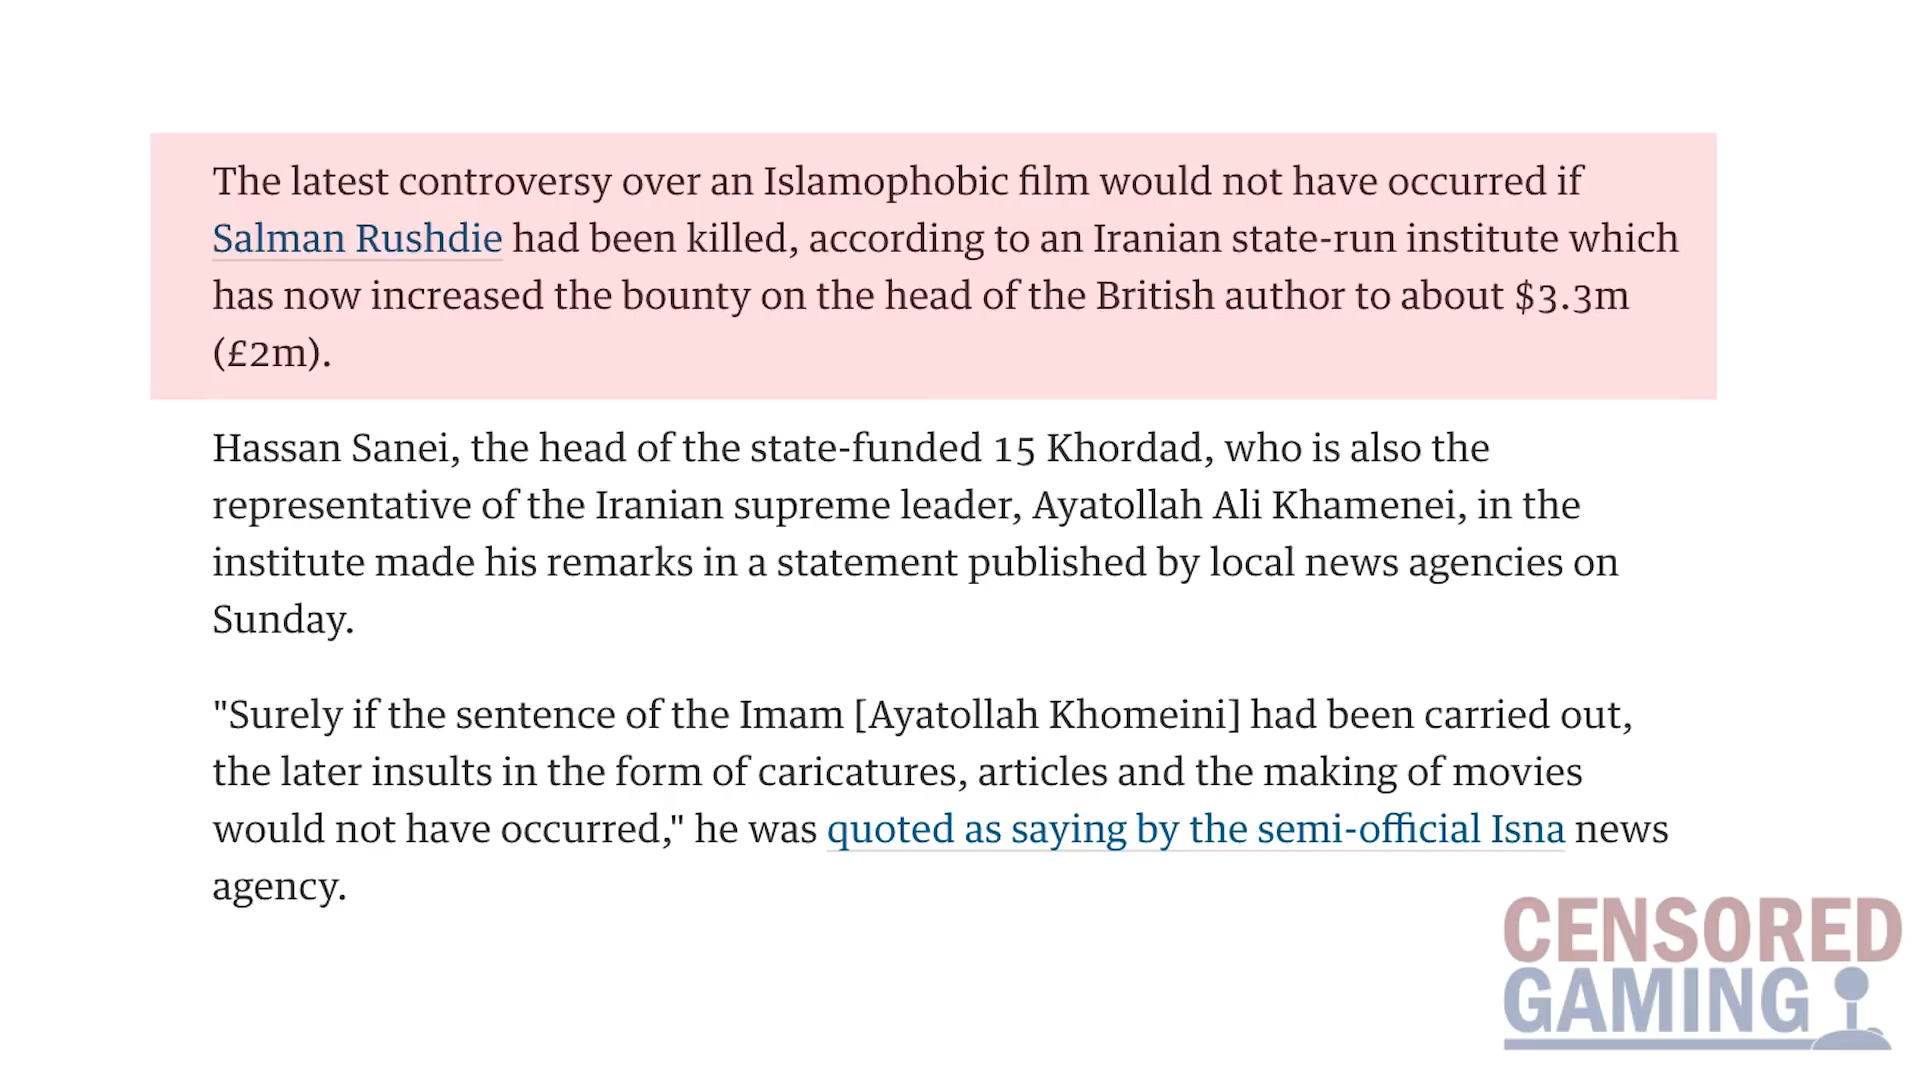 The latest controversy over an Islamophobic film would not have occurred if
Salman Rushdie had been killed, according to an Iranian state-run institute which
has now increased the bounty on the head of the British author to about $3.3m
(£2m).
Hassan Sanei, the head of the state-funded 15 Khordad, who is also the
representative of the Iranian supreme leader, Ayatollah Ali Khamenei, in the
institute made his remarks in a statement published by local news agencies on
Sunday.
"Surely if the sentence of the Imam [Ayatollah Khomeini] had been carried out,
the later insults in the form of caricatures, articles and the making of movies
would not have occurred," he was quoted as saying by the semi-official Isna news
agency.
CENSORED
GAMING